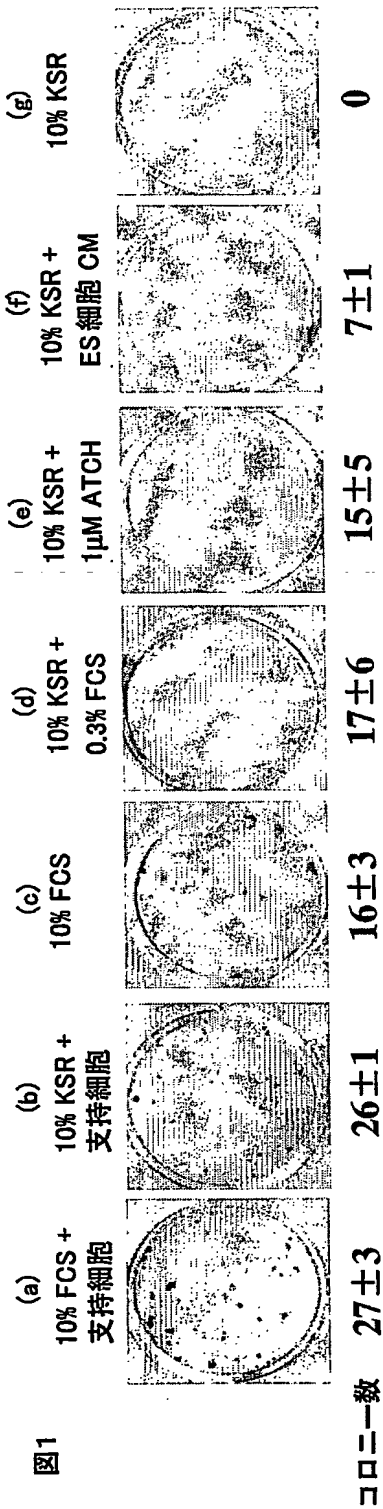 図1
(a)
10% FCS +
支持細胞
(b)
10% KSR +
支持細胞
(c)
10% FCS
(d)
10% KSR +
0.3% FCS
(e)
10% KSR +
1μM ATCH
(f)
10% KSR +
ES 細胞 CM
(g)
10% KSR
コロニー数 27±3 26±1 16±3 17±6 15±5 7±1 0